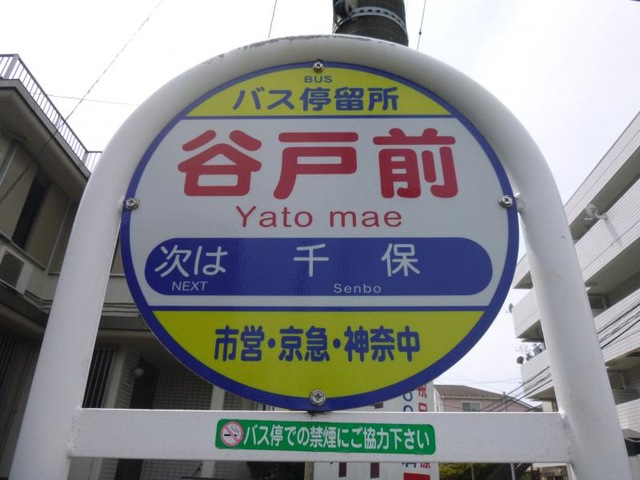 BUS
バス停留所
谷戸前
Yato mae
次は 千保
NEXT Senbo
市営・京急・神奈中
バス停での禁煙にご協力下さい